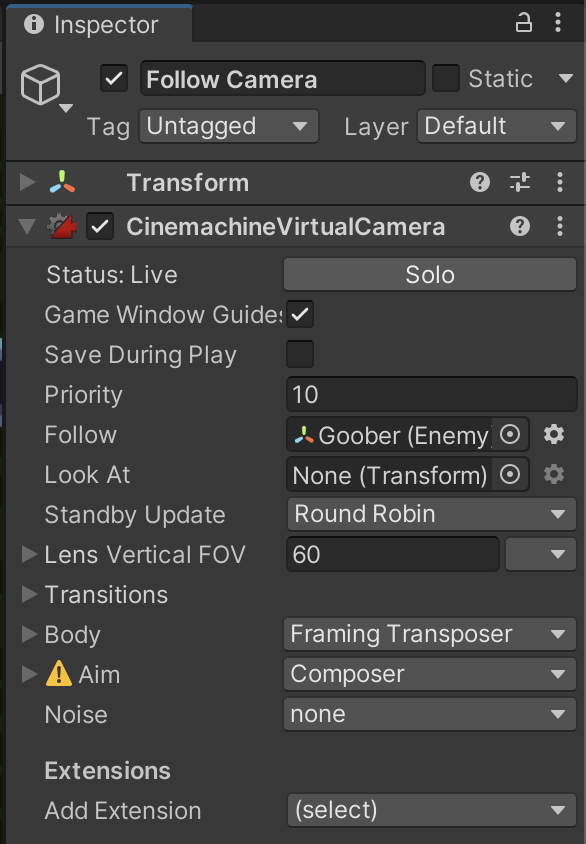 Inspector
Follow Camera Static
Tag Untagged Layer Default
Transform
CinemachineVirtualCamera
Status: Live Solo
Game Window Guides
Save During Play
Priority 10
Follow Goober (Enemy
Look At None (Transform)
Standby Update Round Robin
Lens Vertical FOV 60
Transitions
Body Framing Transposer
Aim Composer
Noise none
Extensions
Add Extension (select)